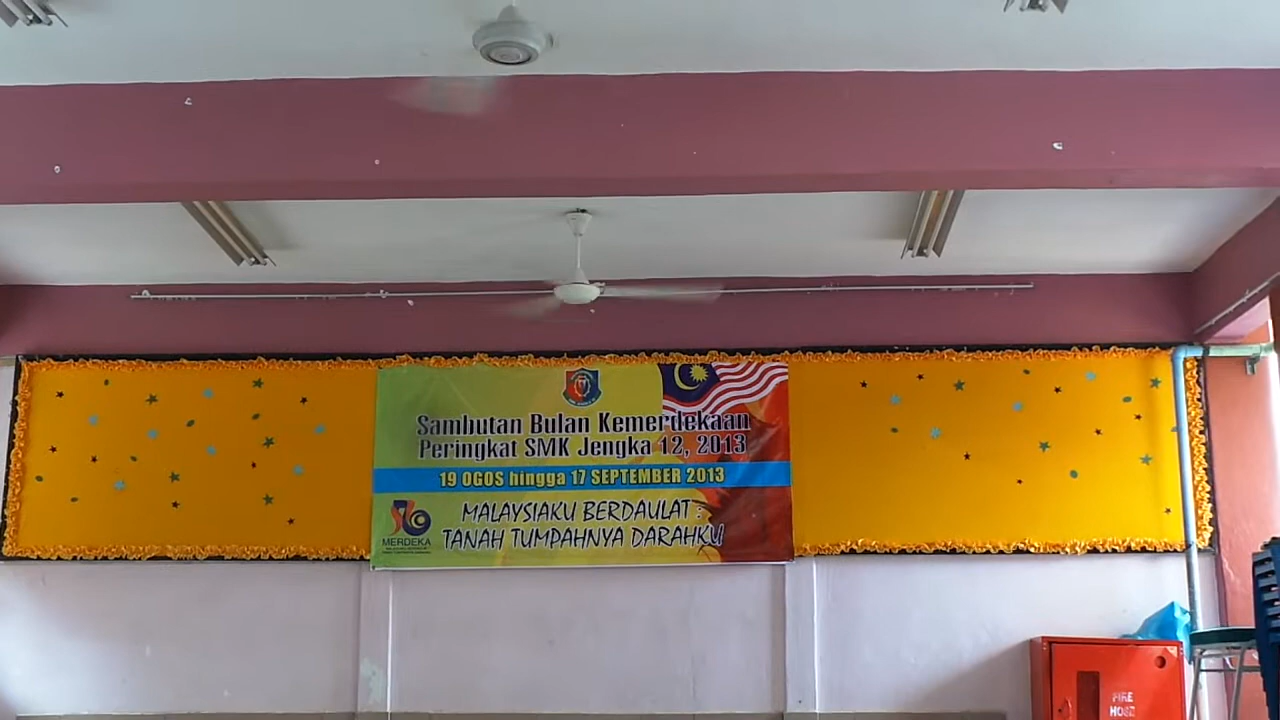 Sambutan Bulan Kemerdekaan
Peringkat SMK Jengka 12, 2013
19 OGOS hingga 17 SEPTEMBER 2013
MALAYSIAKU BERDAULAT :
TANAH TUMPAHNYA DARAHKU
MERDEKA
FIRE
HOSE